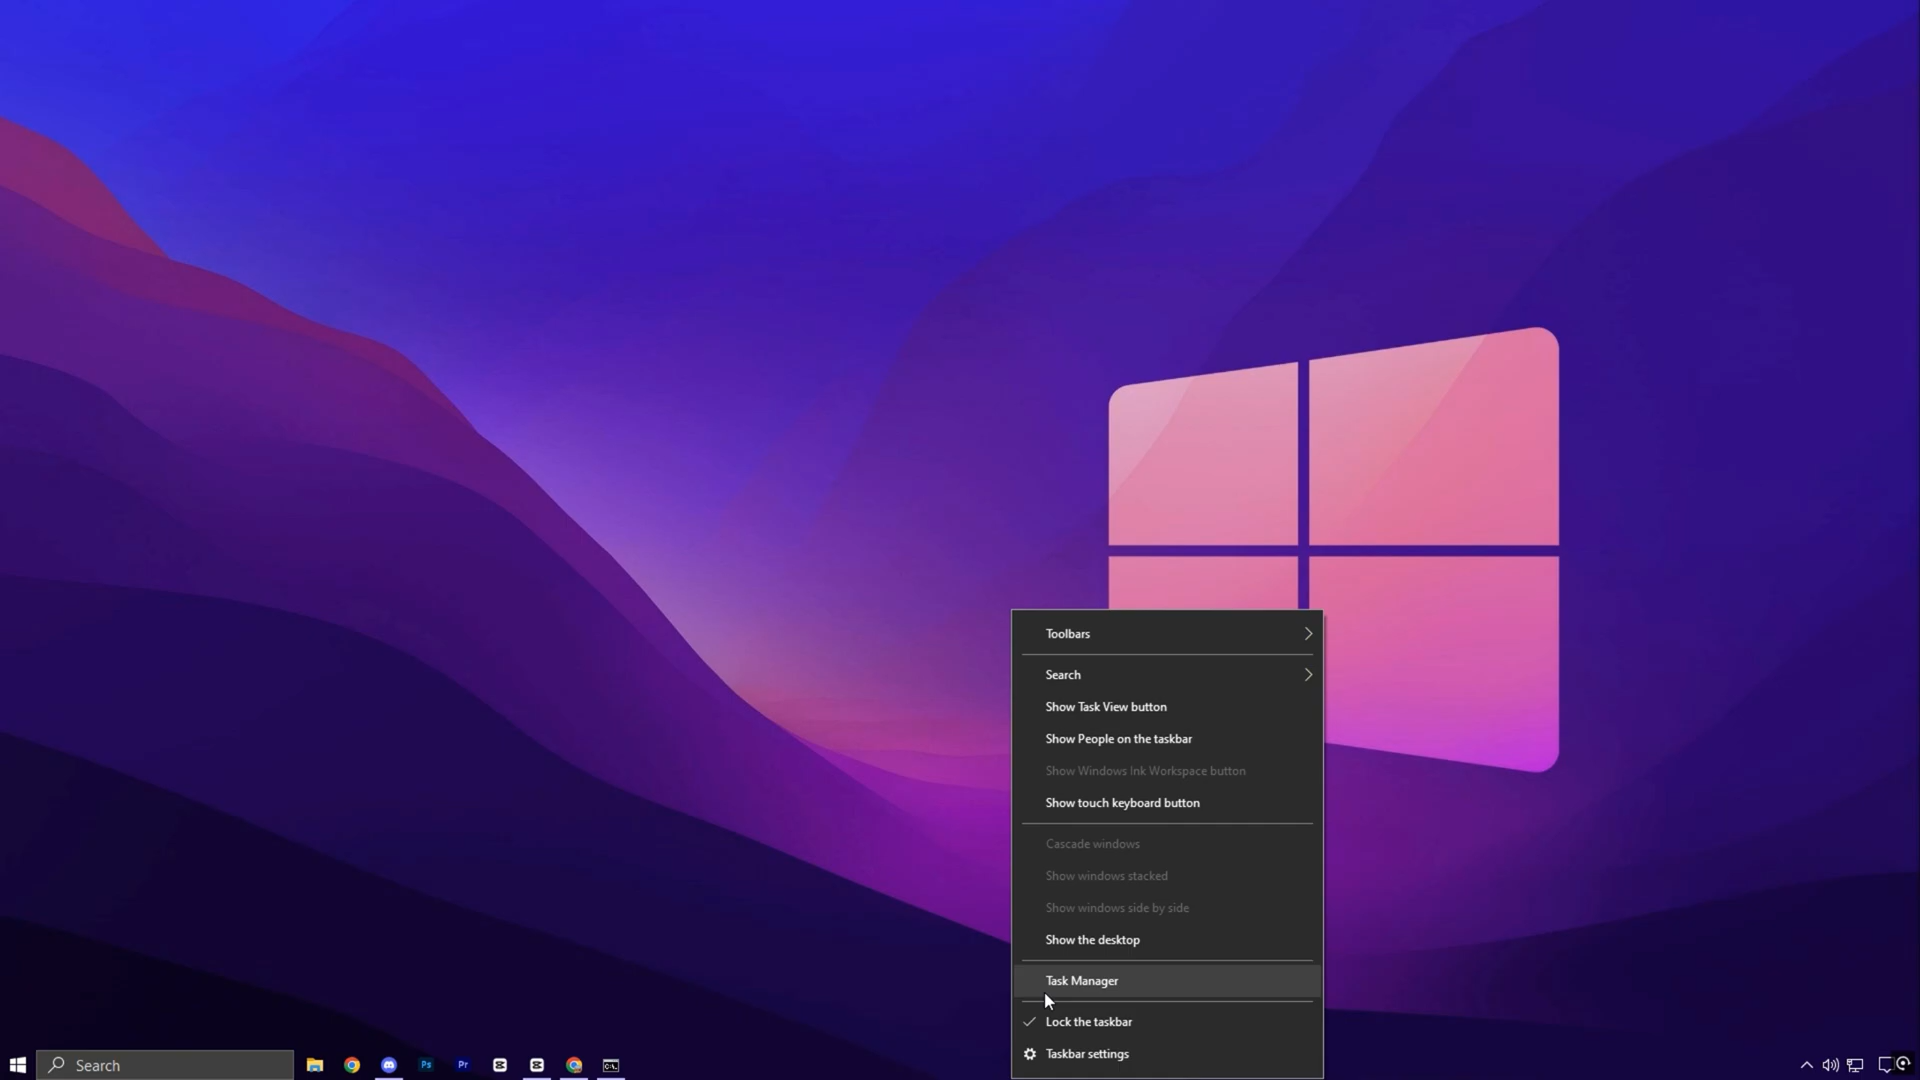 Toolbars
Search
Show Task View button
Show People on the taskbar
Show Windows Ink Workspace button
Show touch keyboard button
Cascade windows
Show windows stacked
Show windows side by side
Show the desktop
Task Manager
Lock the taskbar
Taskbar settings
Search
Ps
Pr